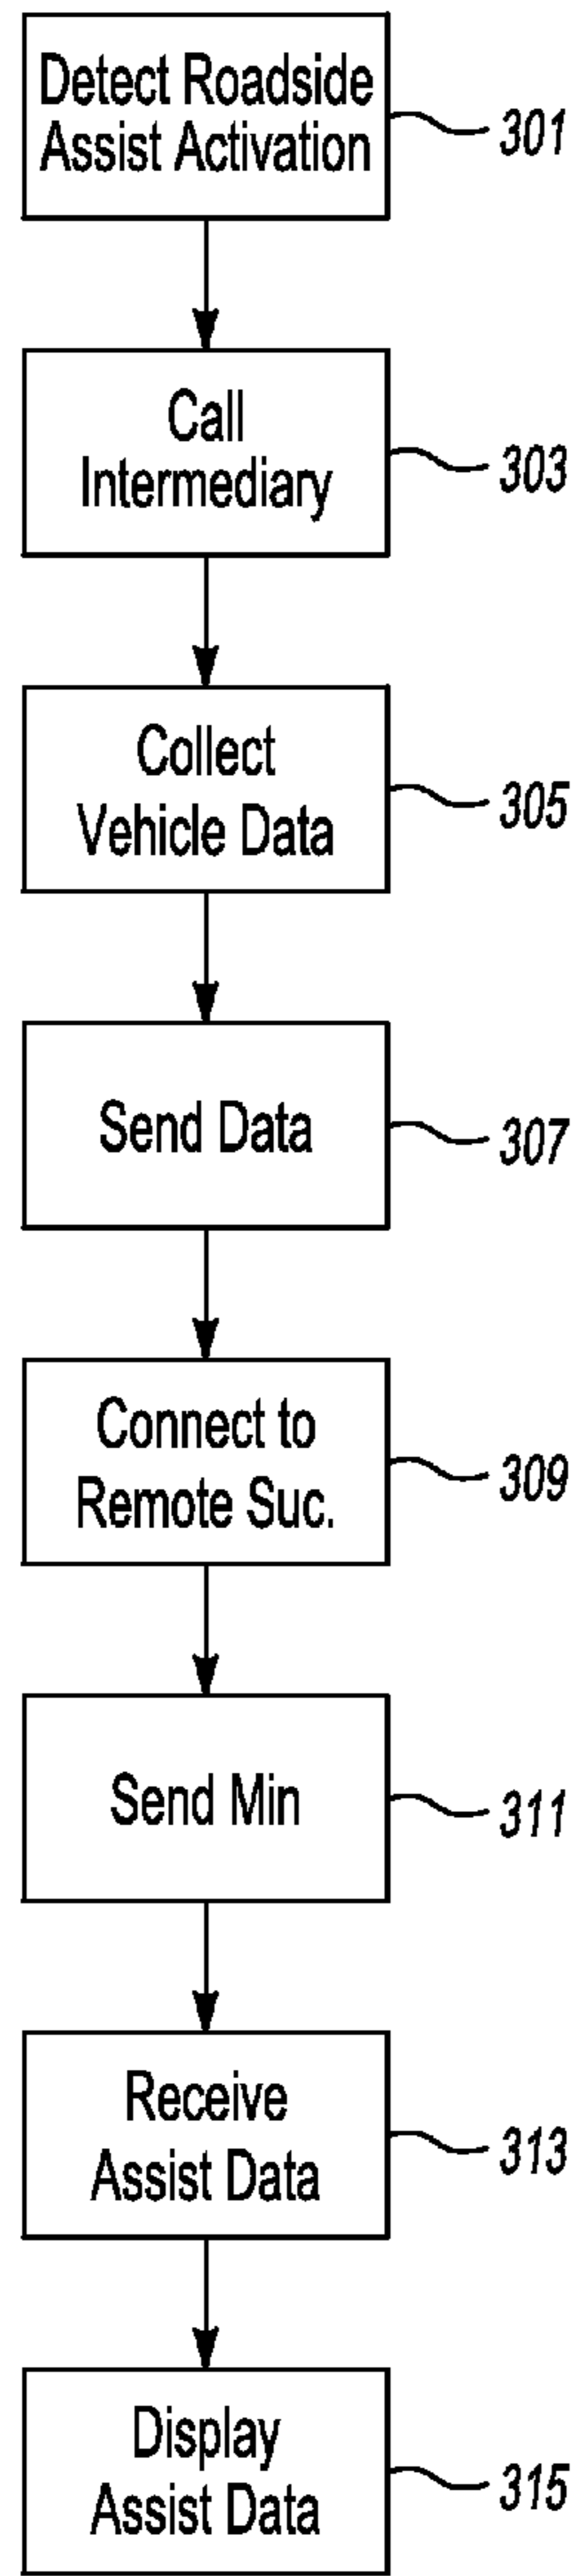 Detect Roadside
Assist Activation
301
Call
Intermediary
303
Collect
Vehicle Data
305
Send Data
307
Connect to
Remote Suc.
309
Send Min
311
Receive
Assist Data
313
Display
Assist Data
315